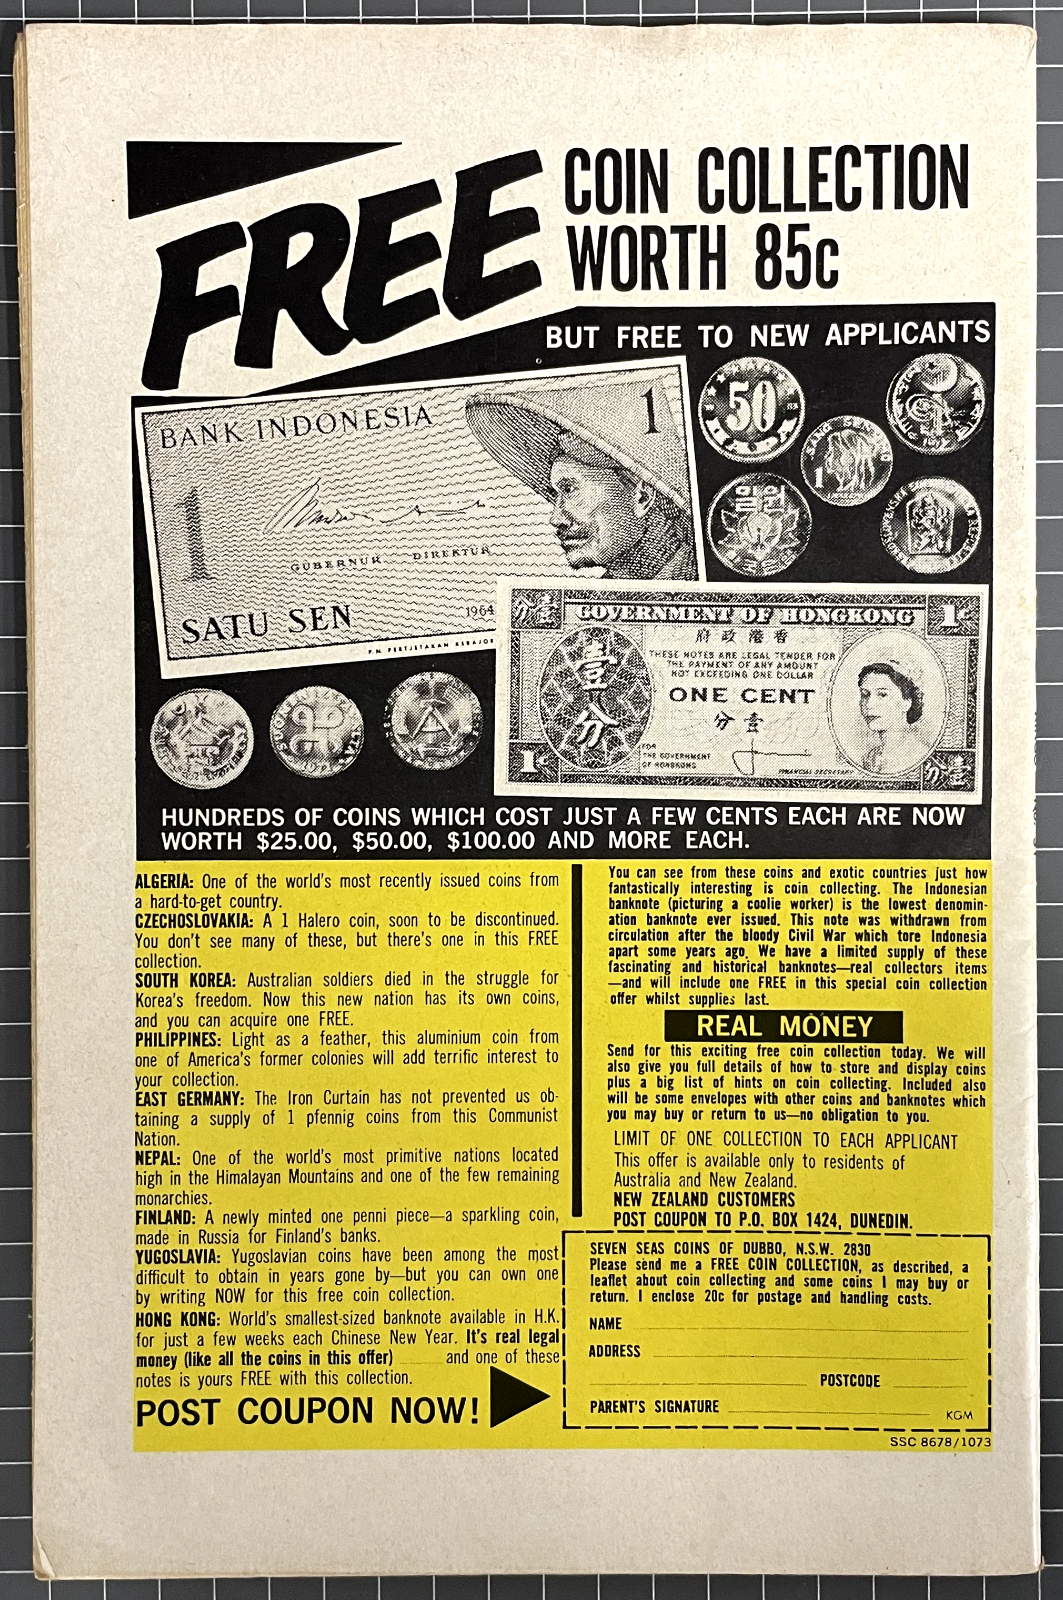 FREE
COIN COLLECTION
WORTH 85c
BUT FREE TO NEW APPLICANTS
BANK INDONESIA
1
1
GUBERNUR DIREKTUR
SATU SEN
1964
P.N. PERTJETAKAN KEBAJOR
50
일원
1
GOVERNMENT OF HONGKONG
分壹
1c
府政港香
THESE NOTES ARE LEGAL TENDER FOR
THE PAYMENT OF ANY AMOUNT
NOT EXCEEDING ONE DOLLAR
ONE CENT
分壹
壹
分
FOR
THE GOVERNMENT
OF HONGKONG
FINANCIAL SECRETARY
1c
分壹
HUNDREDS OF COINS WHICH COST JUST A FEW CENTS EACH ARE NOW
WORTH $25.00, $50.00, $100.00 AND MORE EACH.
ALGERIA: One of the world's most recently issued coins from
a hard-to-get country.
CZECHOSLOVAKIA: A 1 Halero coin, soon to be discontinued.
You don't see many of these, but there's one in this FREE
collection.
SOUTH KOREA: Australian soldiers died in the struggle for
Korea's freedom. Now this new nation has its own coins,
and you can acquire one FREE.
PHILIPPINES: Light as a feather, this aluminium coin from
one of America's former colonies will add terrific interest to
your collection.
EAST GERMANY: The Iron Curtain has not prevented us ob-
taining a supply of 1 pfennig coins from this Communist
Nation.
NEPAL: One of the world's most primitive nations located
high in the Himalayan Mountains and one of the few remaining
monarchies.
FINLAND: A newly minted one penni piece—a sparkling coin,
made in Russia for Finland's banks.
YUGOSLAVIA: Yugoslavian coins have been among the most
difficult to obtain in years gone by—but you can own one
by writing NOW for this free coin collection.
HONG KONG: World's smallest-sized banknote available in H.K.
for just a few weeks each Chinese New Year. It's real legal
money (like all the coins in this offer) and one of these
notes is yours FREE with this collection.
POST COUPON NOW!
You can see from these coins and exotic countries just how
fantastically interesting is coin collecting. The Indonesian
banknote (picturing a coolie worker) is the lowest denomin-
ation banknote ever issued. This note was withdrawn from
circulation after the bloody Civil War which tore Indonesia
apart some years ago. We have a limited supply of these
fascinating and historical banknotes—real collectors items
—and will include one FREE in this special coin collection
offer whilst supplies last.
REAL MONEY
Send for this exciting free coin collection today. We will
also give you full details of how to store and display coins
plus a big list of hints on coin collecting. Included also
will be some envelopes with other coins and banknotes which
you may buy or return to us—no obligation to you.
LIMIT OF ONE COLLECTION TO EACH APPLICANT
This offer is available only to residents of
Australia and New Zealand.
NEW ZEALAND CUSTOMERS
POST COUPON TO P.O. BOX 1424, DUNEDIN.
SEVEN SEAS COINS OF DUBBO, N.S.W. 2830
Please send me a FREE COIN COLLECTION, as described, a
leaflet about coin collecting and some coins I may buy or
return. I enclose 20c for postage and handling costs.
NAME
ADDRESS
POSTCODE
PARENT'S SIGNATURE
KGM
SSC 8678/1073